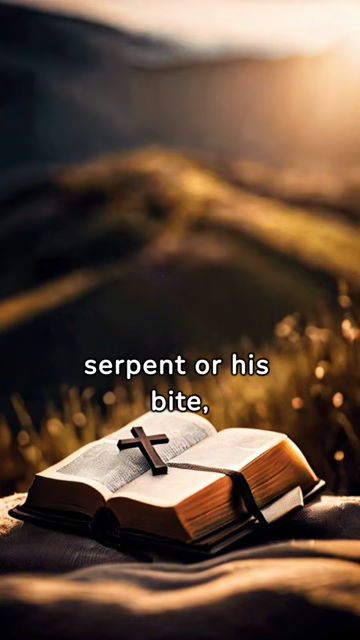 serpent or his
bite,